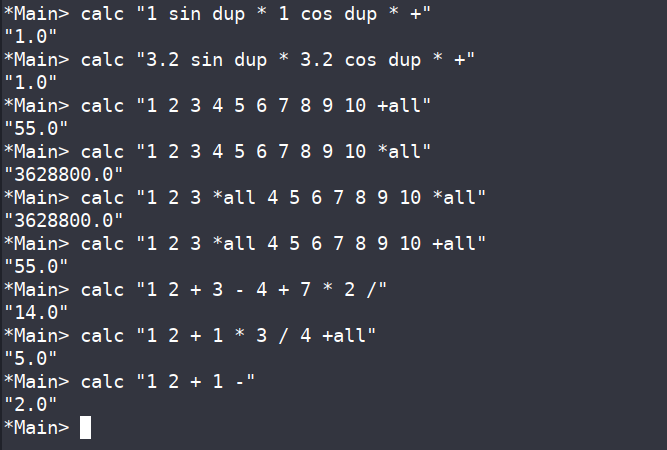 *Main> calc "1 sin dup * 1 cos dup * +"
"1.0"
*Main> calc "3.2 sin dup * 3.2 cos dup * +"
"1.0"
*Main> calc "1 2 3 4 5 6 7 8 9 10 +all"
"55.0"
*Main> calc "1 2 3 4 5 6 7 8 9 10 *all"
"3628800.0"
*Main> calc "1 2 3 *all 4 5 6 7 8 9 10 *all"
"3628800.0"
*Main> calc "1 2 3 *all 4 5 6 7 8 9 10 +all"
"55.0"
*Main> calc "1 2 + 3 - 4 + 7 * 2 /"
"14.0"
*Main> calc "1 2 + 1 * 3 / 4 +all"
"5.0"
*Main> calc "1 2 + 1 -"
"2.0"
*Main>